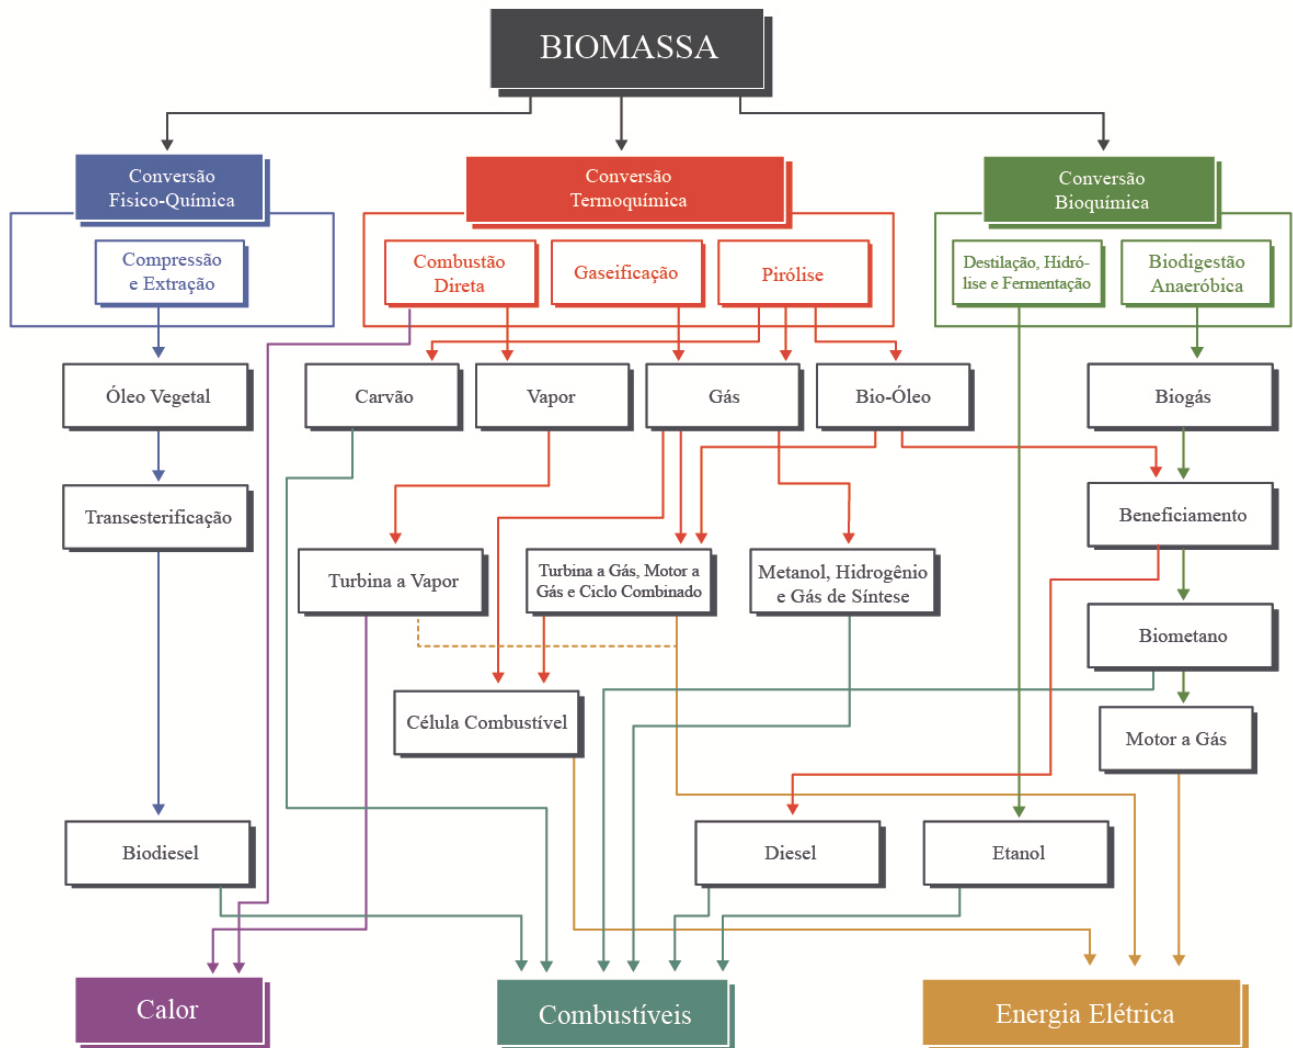 BIOMASSA
Conversão
Fisico-Química
Conversão
Termoquímica
Conversão
Bioquímica
Compressão
e Extração
Combustão
Direta
Gaseificação
Pirólise
Destilação, Hidró-
lise e Fermentação
Biodigestão
Anaeróbica
Óleo Vegetal
Carvão
Vapor
Gás
Bio-Óleo
Biogás
Transesterificação
Beneficiamento
Turbina a Vapor
Turbina a Gás, Motor a
Gás e Ciclo Combinado
Metanol, Hidrogênio
e Gás de Síntese
Biometano
Célula Combustível
Motor a Gás
Biodiesel
Diesel
Etanol
Calor
Combustíveis
Energia Elétrica